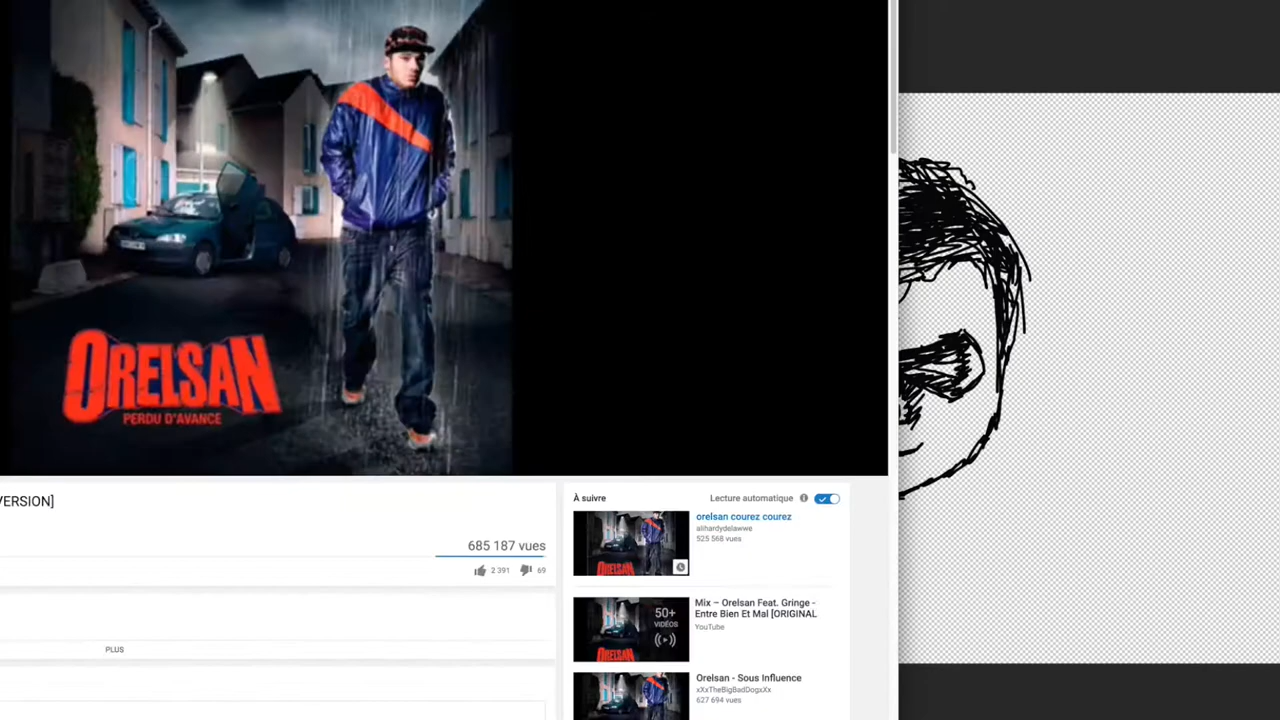 ORELSAN
PERDU D'AVANCE
VERSION]
685 187 vues
2 391 69
PLUS
À suivre
Lecture automatique
orelsan courez courez
alihardydelawwe
525 568 vues
ORELSAN
50+
VIDÉOS
ORELSAN
Mix – Orelsan Feat. Gringe -
Entre Bien Et Mal [ORIGINAL
YouTube
Orelsan - Sous Influence
xXxTheBigBadDogxXx
627 694 vues